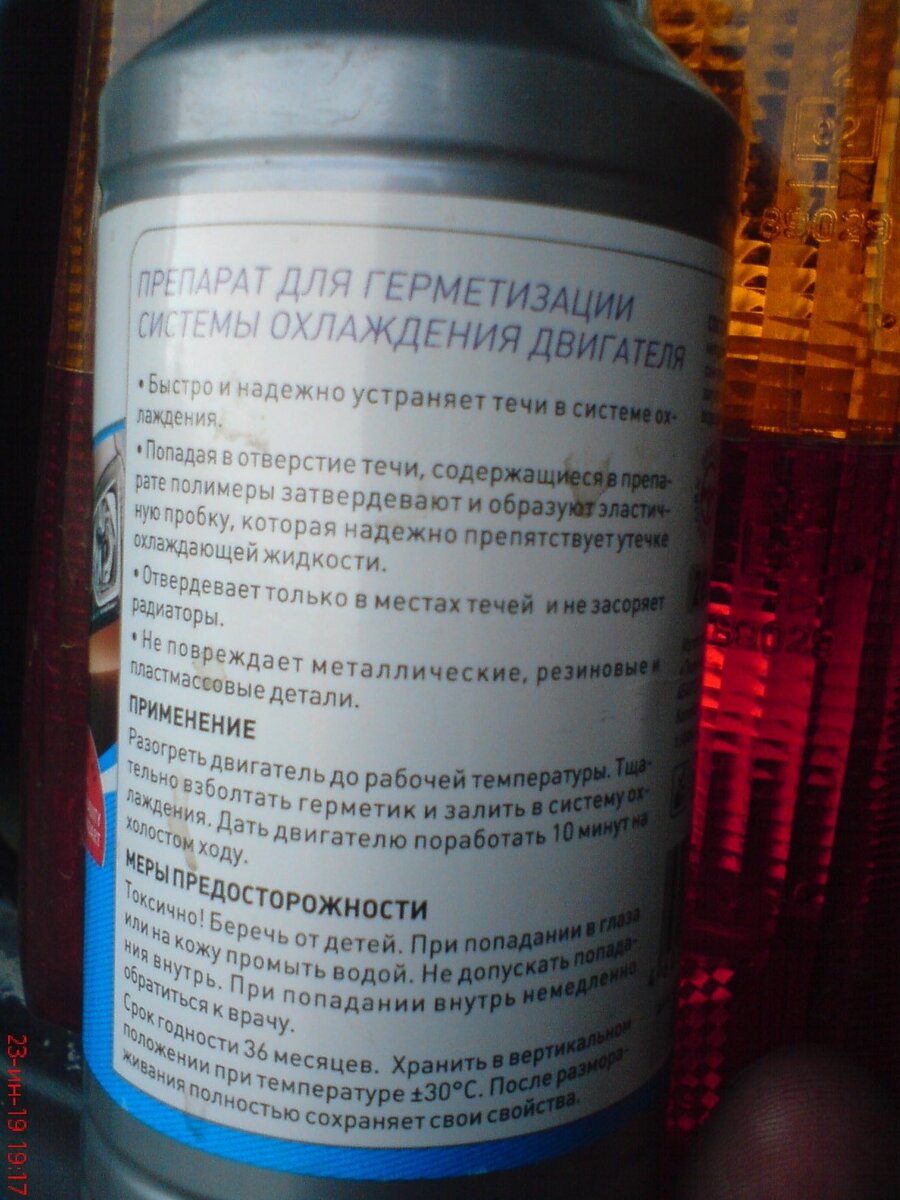 ПРЕПАРАТ ДЛЯ ГЕРМЕТИЗАЦИИ
СИСТЕМЫ ОХЛАЖДЕНИЯ ДВИГАТЕЛЯ
• Быстро и надежно устраняет течи в системе ох-
лаждения.
• Попадая в отверстие течи, содержащиеся в препа-
рате полимеры затвердевают и образуют эластич-
ную пробку, которая надежно препятствует утечке
охлаждающей жидкости.
• Отвердевает только в местах течей и не засоряет
радиаторы.
• Не повреждает металлические, резиновые и
пластмассовые детали.
ПРИМЕНЕНИЕ
Разогреть двигатель до рабочей температуры. Тща-
тельно взболтать герметик и залить в систему ох-
лаждения. Дать двигателю поработать 10 минут на
холостом ходу.
МЕРЫ ПРЕДОСТОРОЖНОСТИ
Токсично! Беречь от детей. При попадании в глаза
или на кожу промыть водой. Не допускать попада-
ния внутрь. При попадании внутрь немедленно
обратиться к врачу.
Срок годности 36 месяцев. Хранить в вертикальном
положении при температуре ±30°C. После размора-
живания полностью сохраняет свои свойства.
23-ин-19 19:17